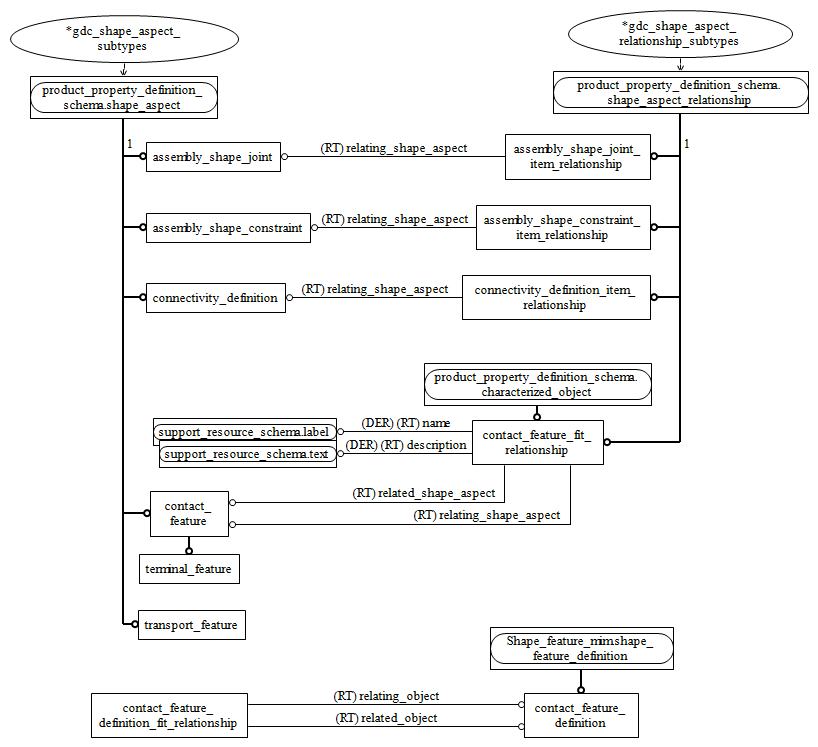 *gdc_shape_aspect_
subtypes
*gdc_shape_aspect_
relationship_subtypes
product_property_definition_
schema.shape_aspect
product_property_definition_schema.
shape_aspect_relationship
1
1
assembly_shape_joint
(RT) relating_shape_aspect
assembly_shape_joint_
item_relationship
assembly_shape_constraint
(RT) relating_shape_aspect
assembly_shape_constraint_
item_relationship
connectivity_definition
(RT) relating_shape_aspect
connectivity_definition_item_
relationship
product_property_definition_schema.
characterized_object
support_resource_schema.label
(DER) (RT) name
support_resource_schema.text
(DER) (RT) description
contact_feature_fit_
relationship
contact_
feature
(RT) related_shape_aspect
(RT) relating_shape_aspect
terminal_feature
transport_feature
Shape_feature_mim.shape_
feature_definition
contact_feature_
definition_fit_relationship
(RT) relating_object
(RT) related_object
contact_feature_
definition